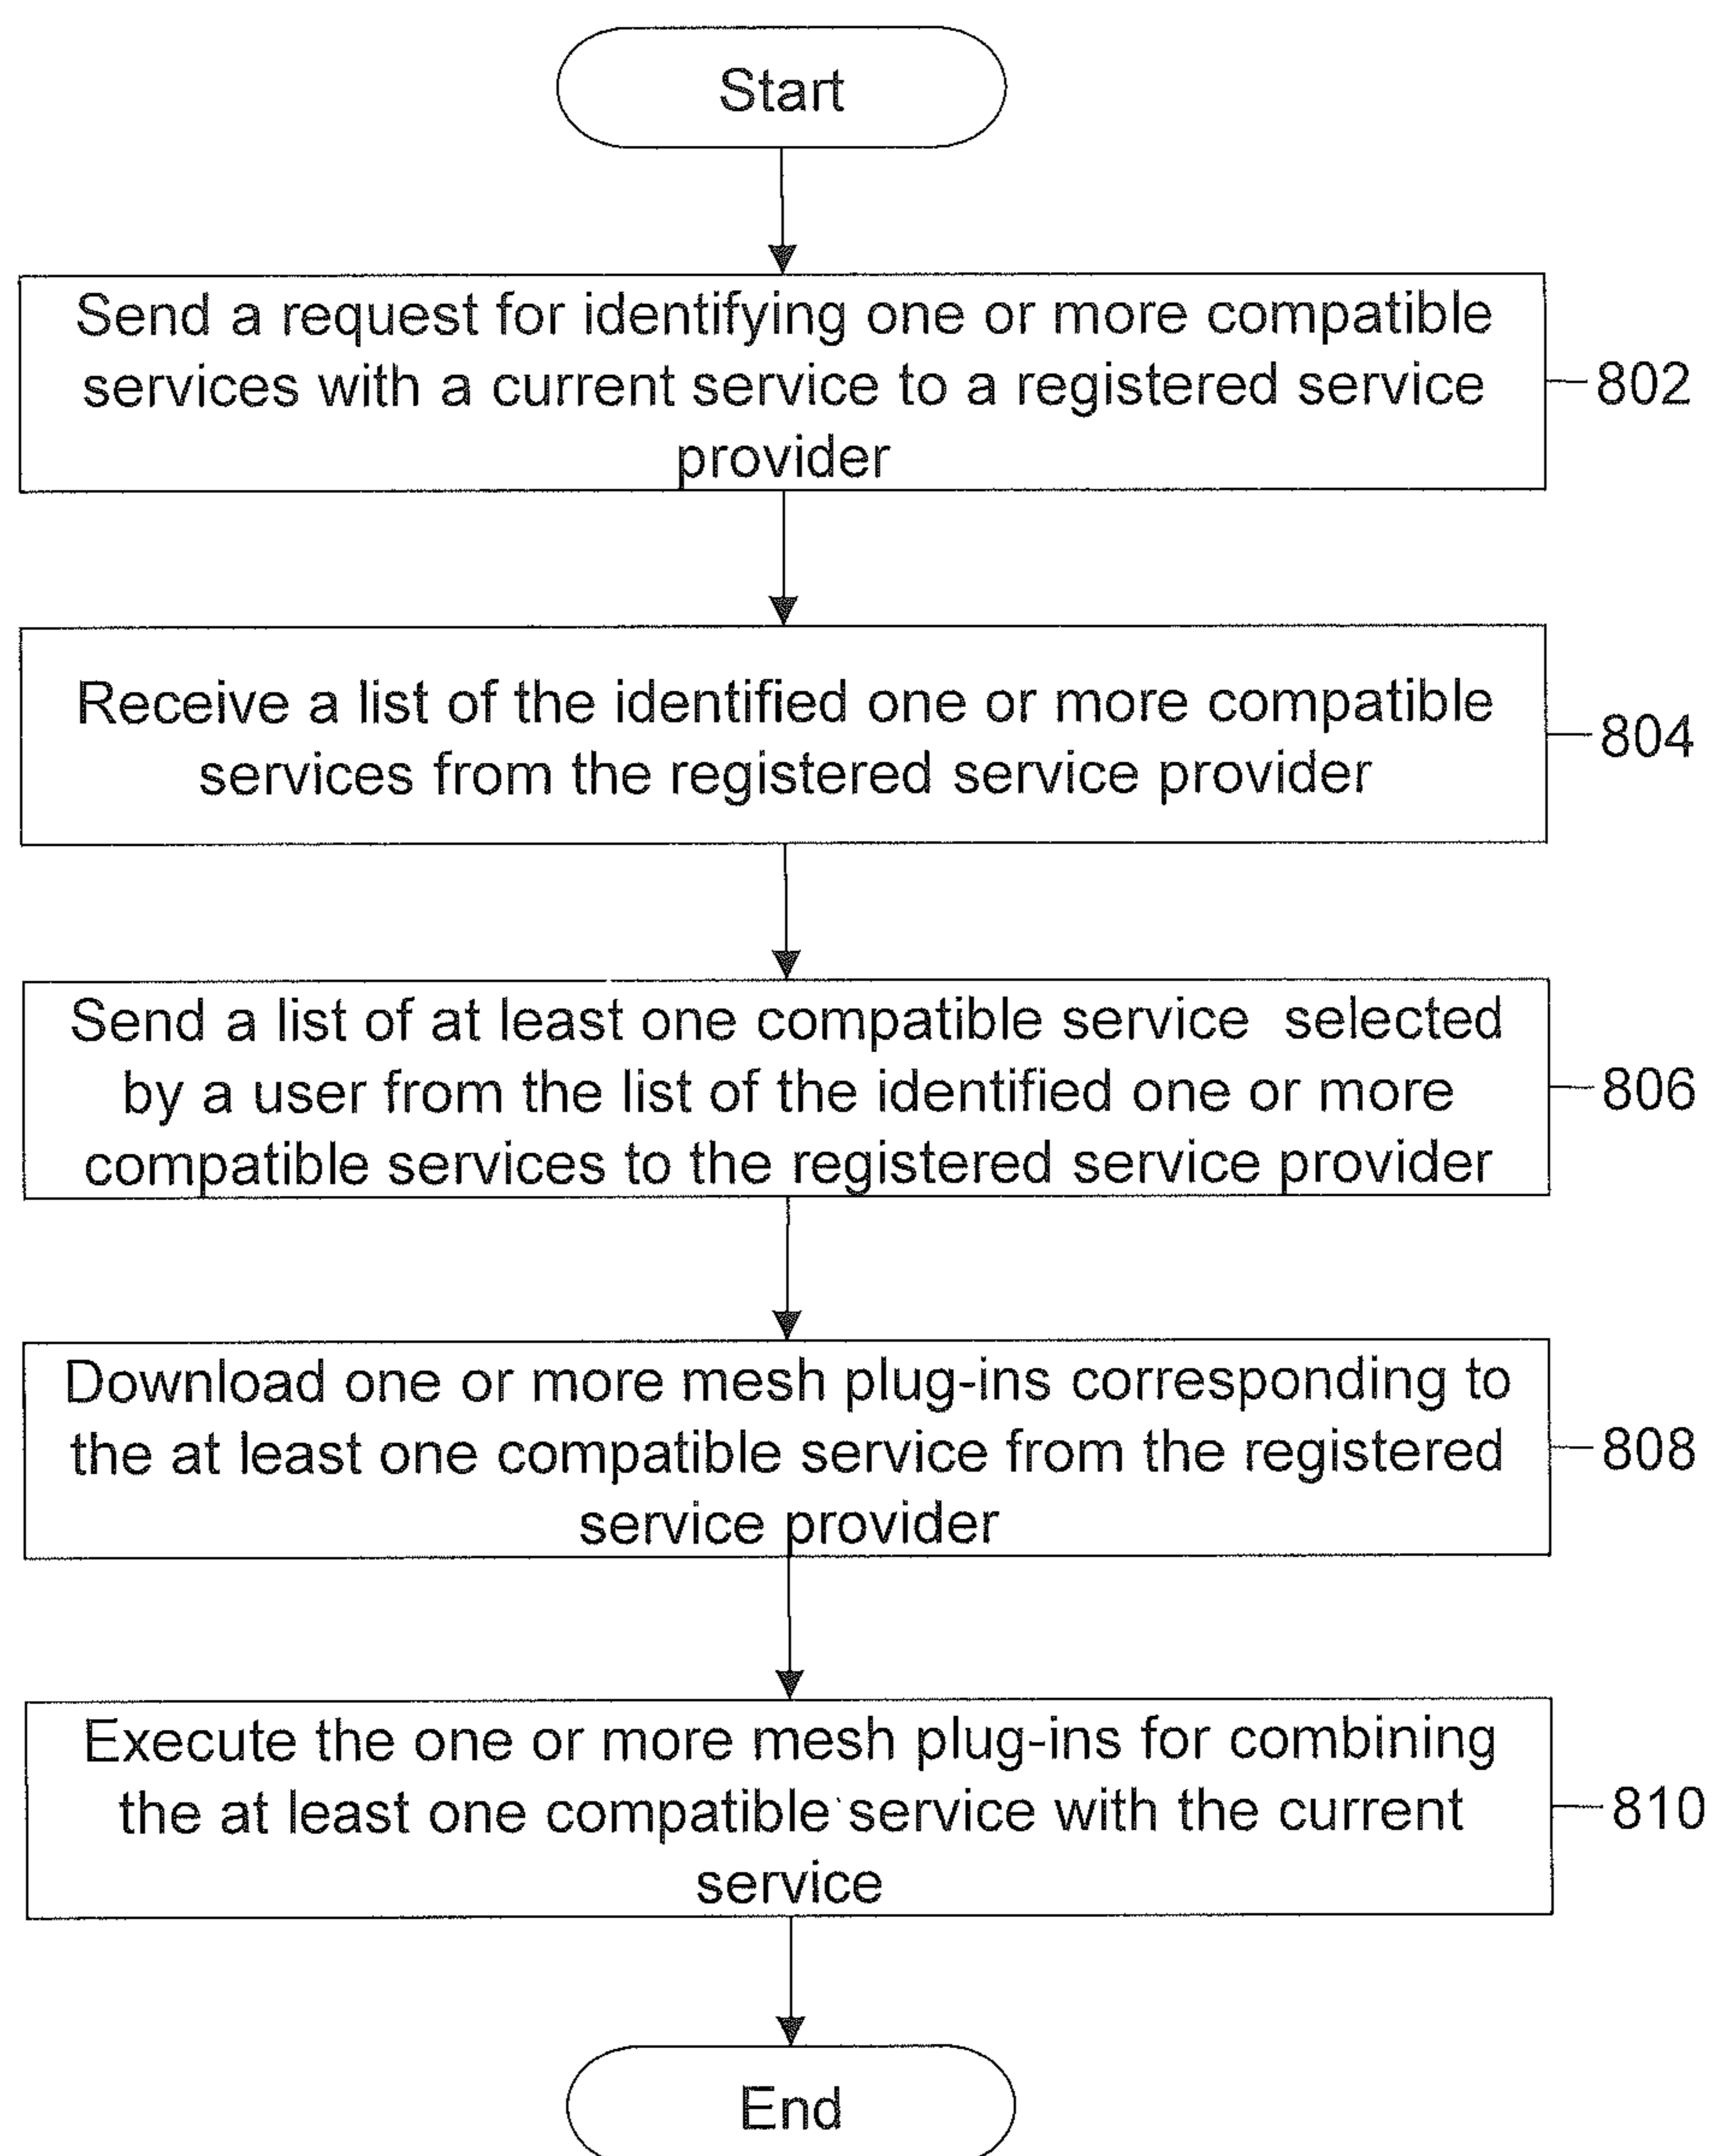 Start
Send a request for identifying one or more compatible
services with a current service to a registered service
provider
802
Receive a list of the identified one or more compatible
services from the registered service provider
804
Send a list of at least one compatible service selected
by a user from the list of the identified one or more
compatible services to the registered service provider
806
Download one or more mesh plug-ins corresponding to
the at least one compatible service from the registered
service provider
808
Execute the one or more mesh plug-ins for combining
the at least one compatible service with the current
service
810
End